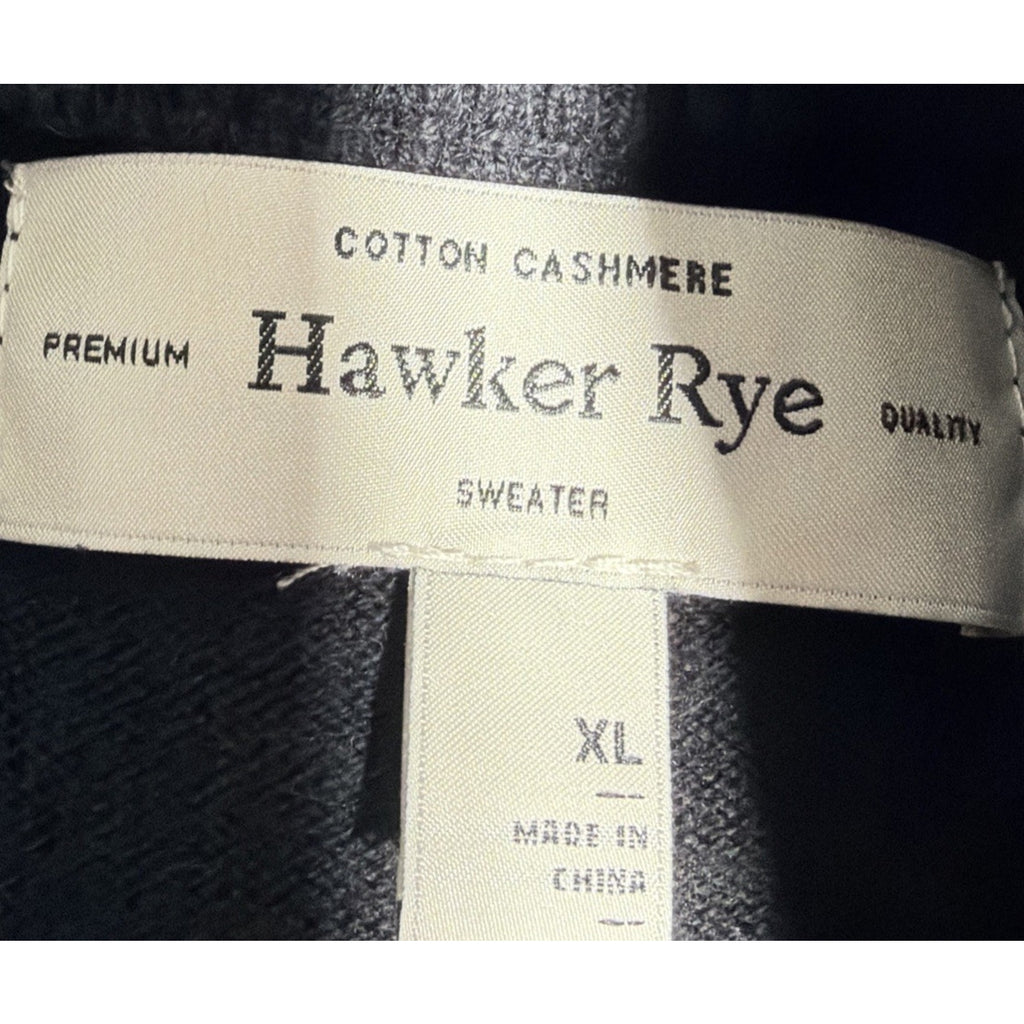 COTTON CASHMERE
PREMIUM Hawker Rye QUALITY
SWEATER
XL
MADE IN
CHINA